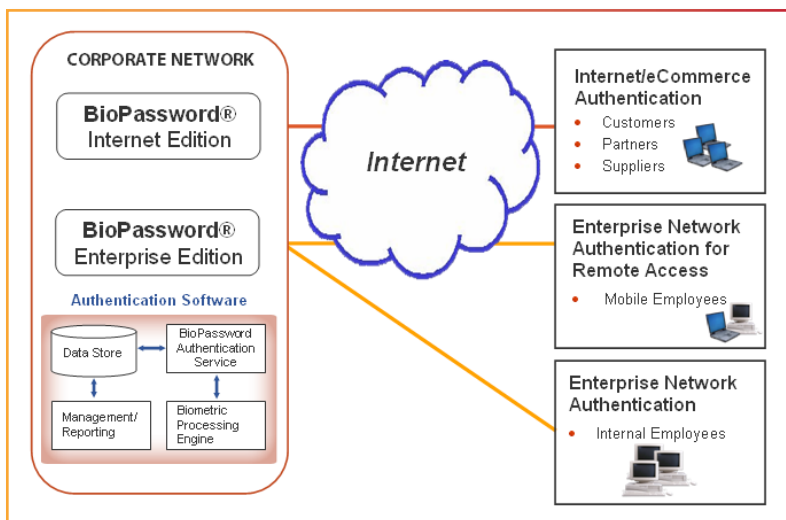 CORPORATE NETWORK
BioPassword®
Internet Edition
BioPassword®
Enterprise Edition
Authentication Software
Data Store
BioPassword
Authentication
Service
Management/
Reporting
Biometric
Processing
Engine
Internet
Internet/eCommerce
Authentication
• Customers
• Partners
• Suppliers
Enterprise Network
Authentication for
Remote Access
• Mobile Employees
Enterprise Network
Authentication
• Internal Employees